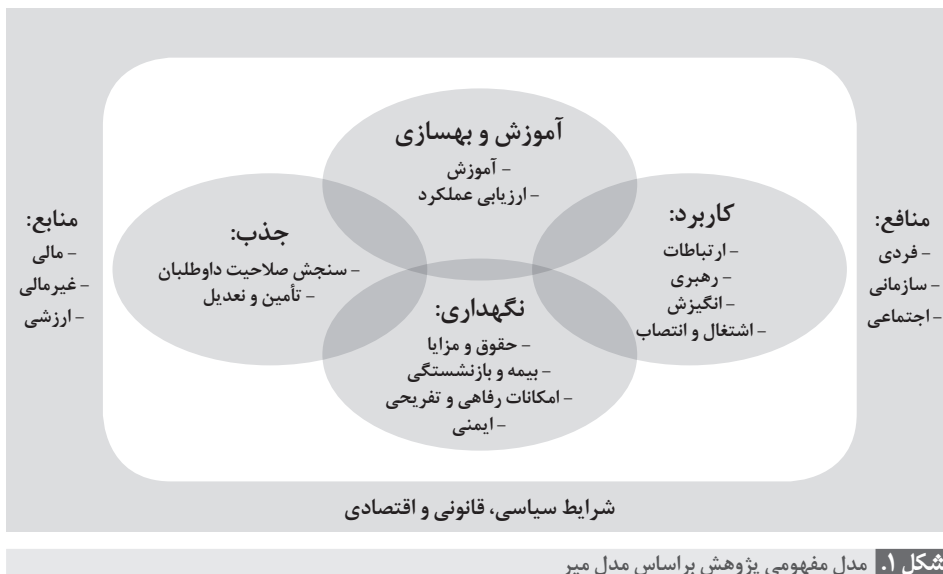 آموزش و بهسازی
- آموزش
- ارزیابی عملکرد
منافع:
- فردی
- سازمانی
- اجتماعی
کاربرد:
- ارتباطات
- رهبری
- انگیزش
- اشتغال و انتصاب
جذب:
- سنجش صلاحیت داوطلبان
- تأمین و نعدیل
منابع:
- مالی
- غیرمالی
- ارزشی
نگهداری:
- حقوق و مزایا
- بیمه و بازنشستگی
- امکانات رفاهی و تفریحی
- ایمنی
شرایط سیاسی، قانونی و اقتصادی
شکل ۱. مدل مفهومی پژوهش براساس مدل میر